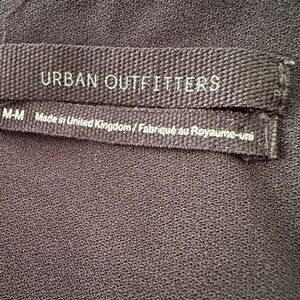 URBAN OUTFITTERS
M-M Made in United Kingdom / Fabriqué au Royaume-uni